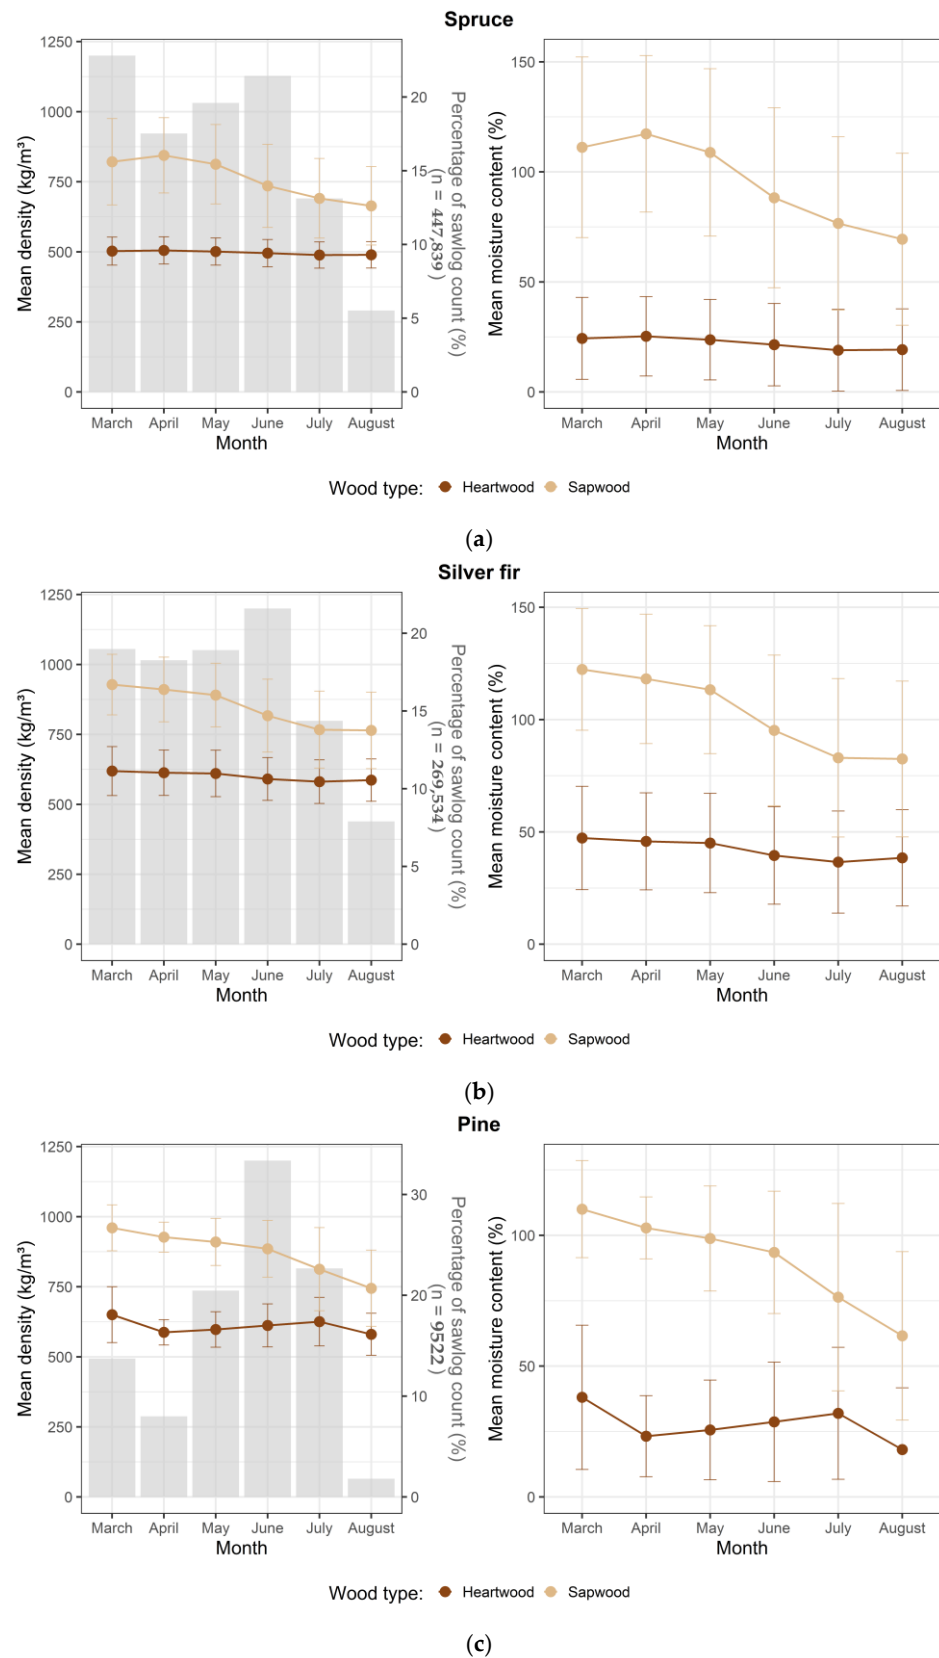 Spruce
Mean density (kg/m³)
1250
1000
750
500
250
0
20
15
10
5
0
Percentage of sawlog count (%)
(n = 447,839)
March April May June July August
Month
Mean moisture content (%)
150
100
50
0
March April May June July August
Month
Wood type: Heartwood Sapwood
(a)
Silver fir
Mean density (kg/m³)
1250
1000
750
500
250
0
20
15
10
5
0
Percentage of sawlog count (%)
(n = 269,534)
March April May June July August
Month
Mean moisture content (%)
150
100
50
0
March April May June July August
Month
Wood type: Heartwood Sapwood
(b)
Pine
Mean density (kg/m³)
1250
1000
750
500
250
0
30
20
10
0
Percentage of sawlog count (%)
(n = 9522)
March April May June July August
Month
Mean moisture content (%)
100
50
0
March April May June July August
Month
Wood type: Heartwood Sapwood
(c)